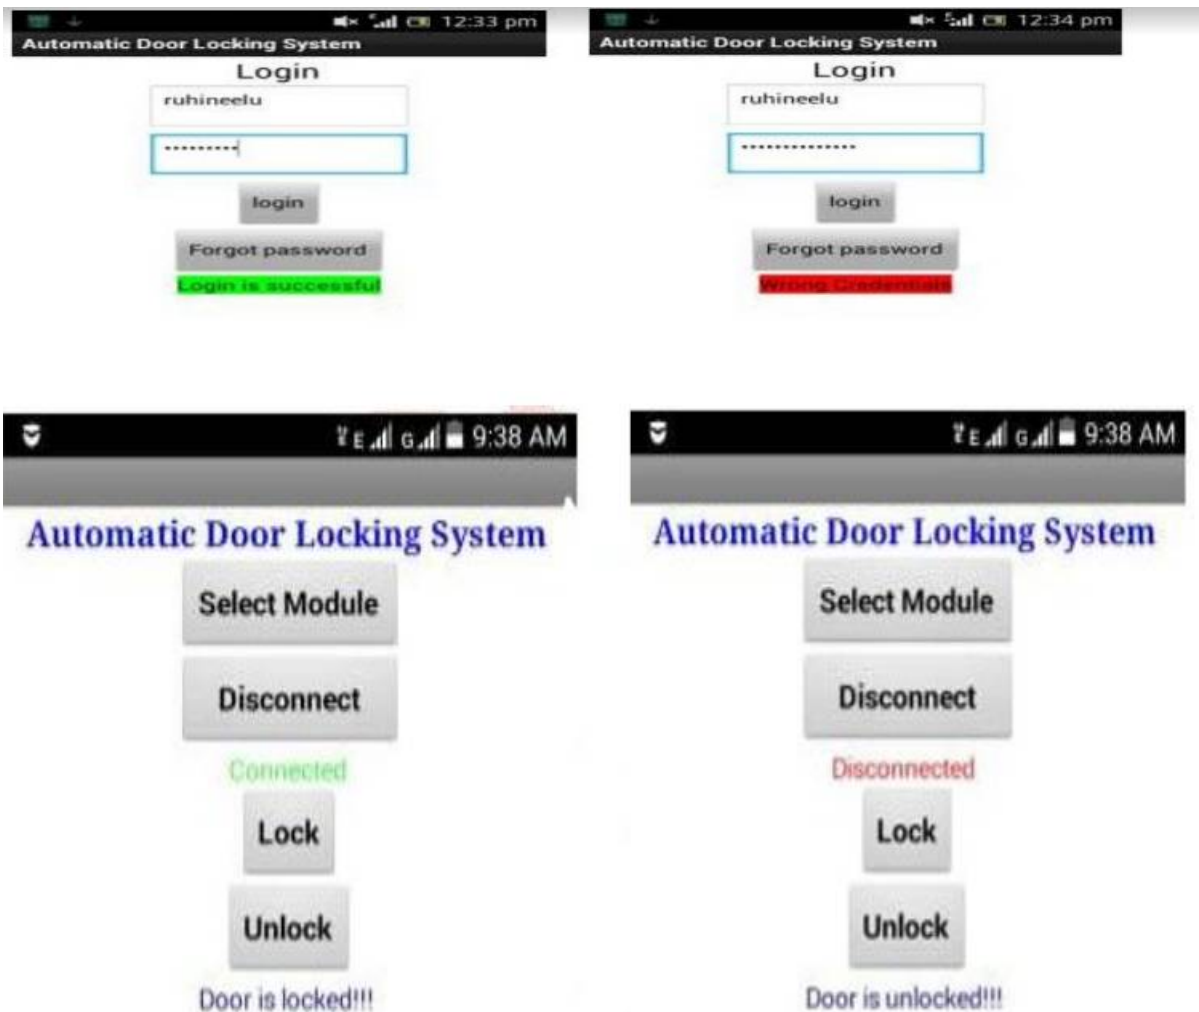 12:33 pm
Automatic Door Locking System
Login
ruhineelu
---------
login
Forgot password
Login is successful
12:34 pm
Automatic Door Locking System
Login
ruhineelu
--------------
login
Forgot password
Wrong Credentials
E G 9:38 AM
Automatic Door Locking System
Select Module
Disconnect
Connected
Lock
Unlock
Door is locked!!!
E G 9:38 AM
Automatic Door Locking System
Select Module
Disconnect
Disconnected
Lock
Unlock
Door is unlocked!!!